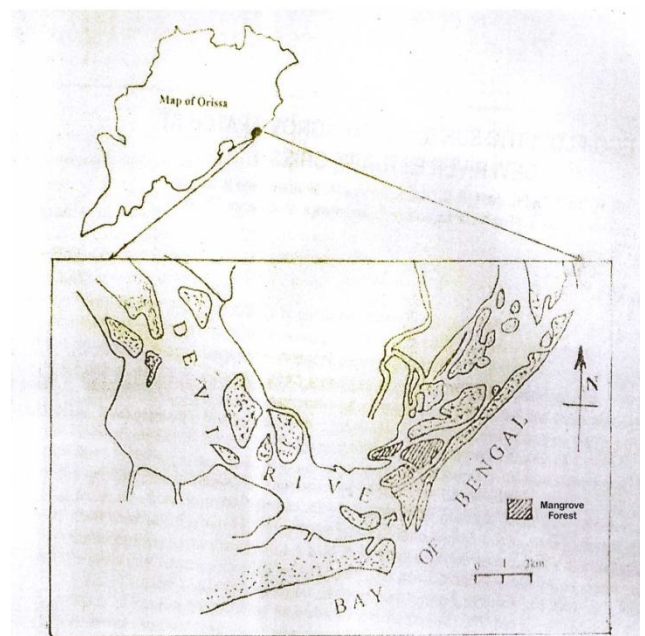 Map of Orissa
DEVI
RIVER
BAY OF BENGAL
N
Mangrove
Forest
0 1 2km